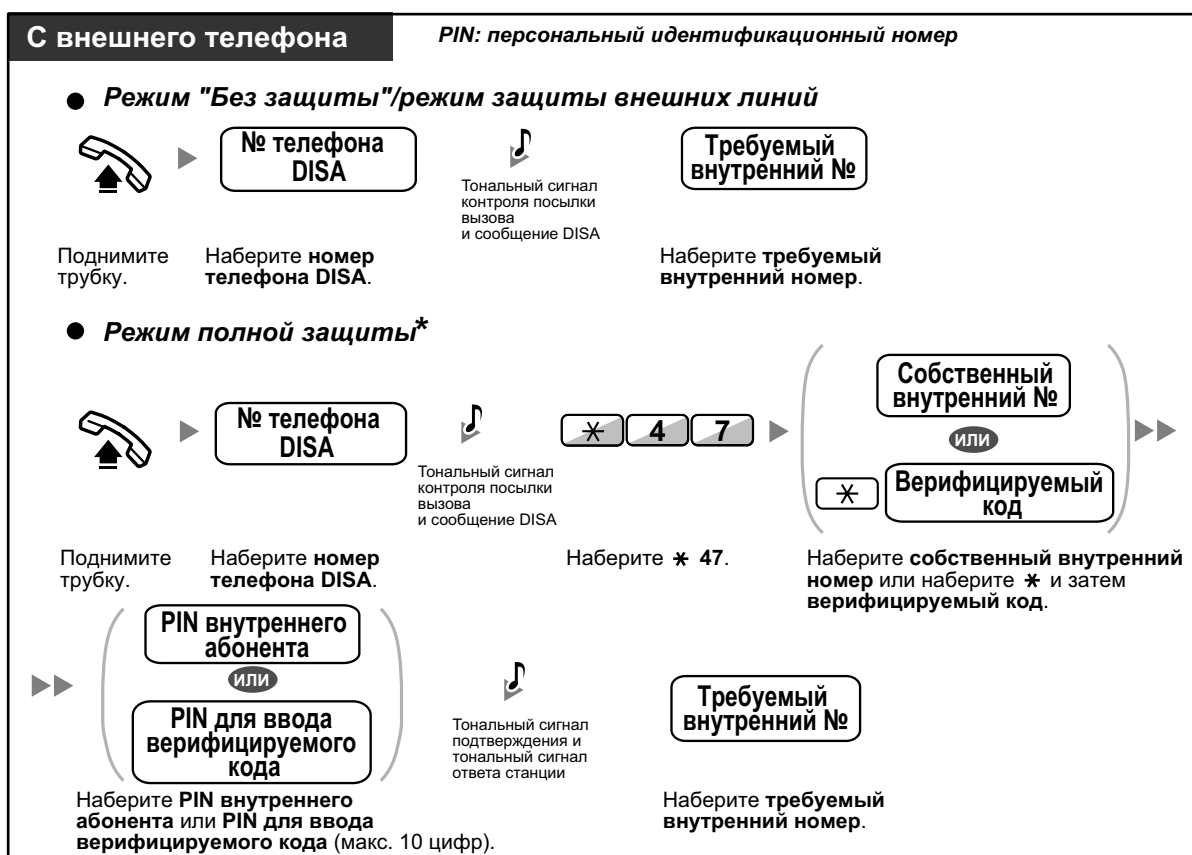 С внешнего телефона
PIN: персональный идентификационный номер
● Режим "Без защиты"/режим защиты внешних линий
№ телефона
DISA
Тональный сигнал
контроля посылки
вызова
и сообщение DISA
Требуемый
внутренний №
Поднимите
трубку.
Наберите номер
телефона DISA.
Наберите требуемый
внутренний номер.
● Режим полной защиты*
№ телефона
DISA
Тональный сигнал
контроля посылки
вызова
и сообщение DISA
* 4 7
Собственный
внутренний №
или
* Верифицируемый
код
Поднимите
трубку.
Наберите номер
телефона DISA.
Наберите * 47.
Наберите собственный внутренний
номер или наберите * и затем
верифицируемый код.
PIN внутреннего
абонента
или
PIN для ввода
верифицируемого
кода
Тональный сигнал
подтверждения и
тональный сигнал
ответа станции
Требуемый
внутренний №
Наберите PIN внутреннего
абонента или PIN для ввода
верифицируемого кода (макс. 10 цифр).
Наберите требуемый
внутренний номер.